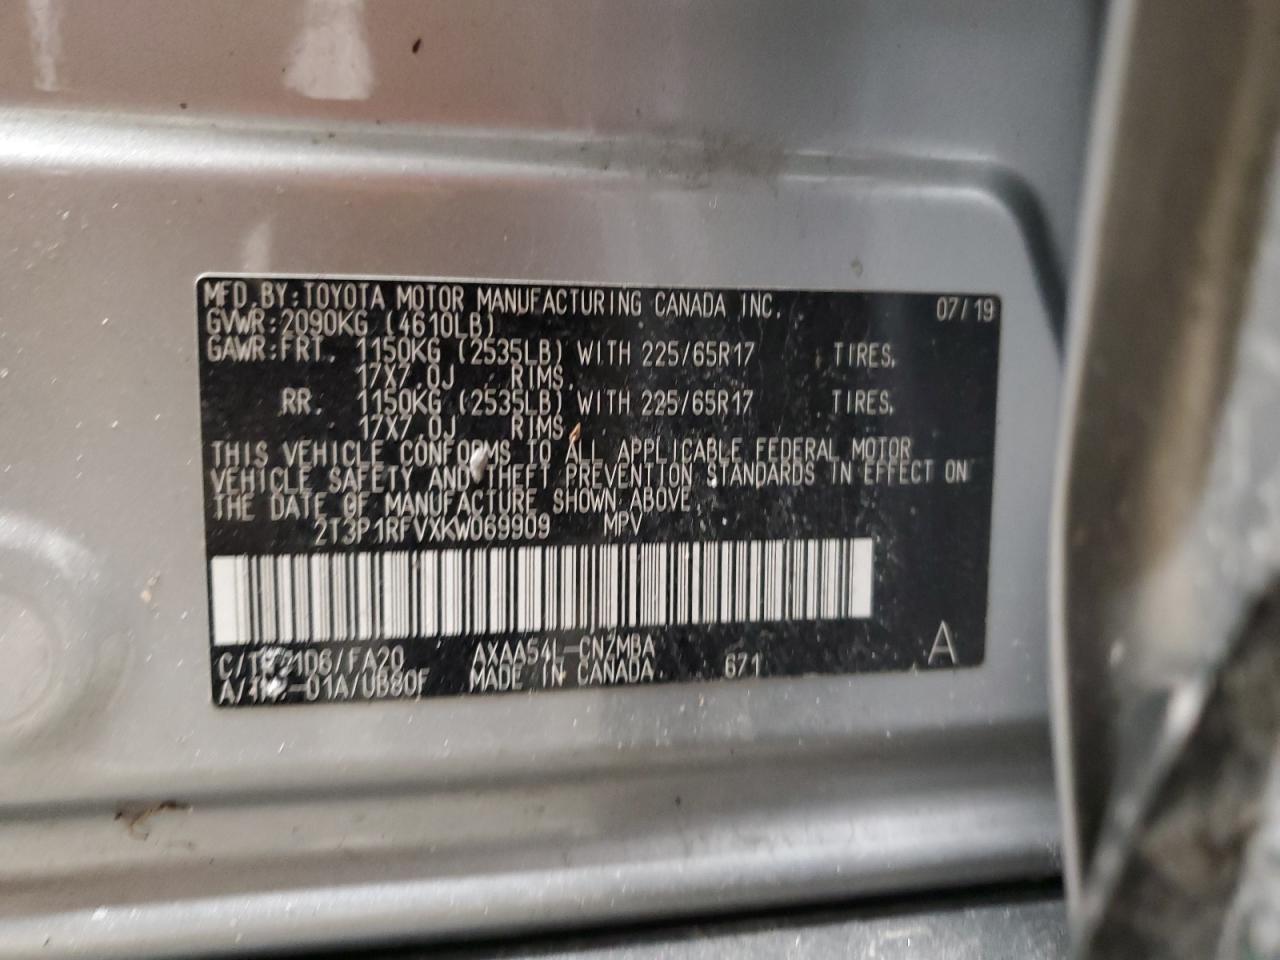 MFD.BY:TOYOTA MOTOR MANUFACTURING CANADA INC. 07/19
GVWR:2090KG (4610LB)
GAWR:FRT. 1150KG (2535LB) WITH 225/65R17 TIRES,
17X7.0J RIMS.
RR. 1150KG (2535LB) WITH 225/65R17 TIRES,
17X7.0J RIMS.
THIS VEHICLE CONFORMS TO ALL APPLICABLE FEDERAL MOTOR
VEHICLE SAFETY AND THEFT PREVENTION STANDARDS IN EFFECT ON
THE DATE OF MANUFACTURE SHOWN ABOVE.
2T3P1RFVXKW069909 MPV
AXAA54L-CNZMBA
MADE IN CANADA 671 A